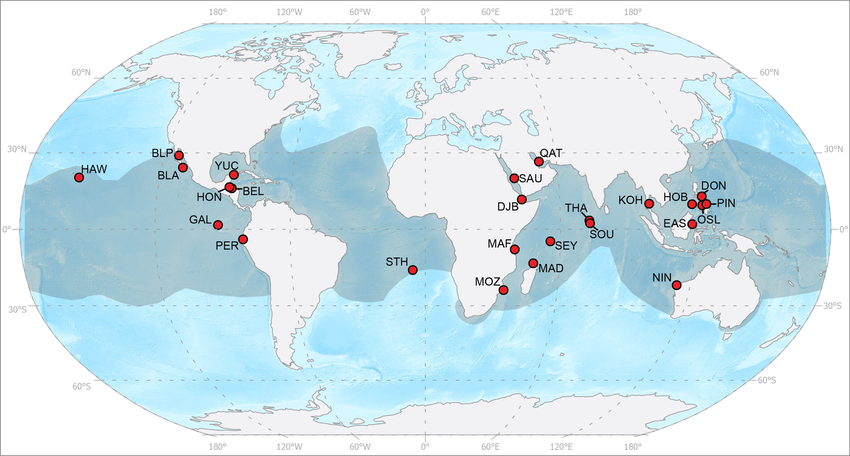 180° 120°W 60°W 0° 60°E 120°E 180°
60°N 60°N
30°N 30°N
BLP QAT
HAW YUC
BLA SAU DON
HON BEL KOH HOB PIN
DJB THA
GAL EAS OSL
0° 0°
PER MAF SEY SOU
STH MAD
MOZ NIN
30°S 30°S
60°S 60°S
180° 120°W 60°W 0° 60°E 120°E 180°